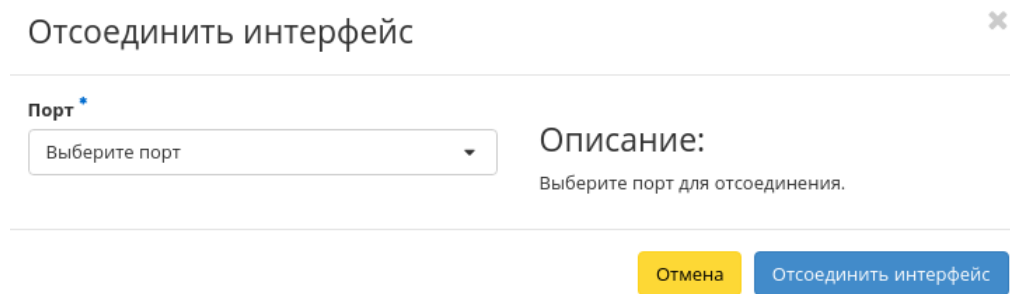 Отсоединить интерфейс
Порт *
Выберите порт
Описание:
Выберите порт для отсоединения.
Отмена
Отсоединить интерфейс